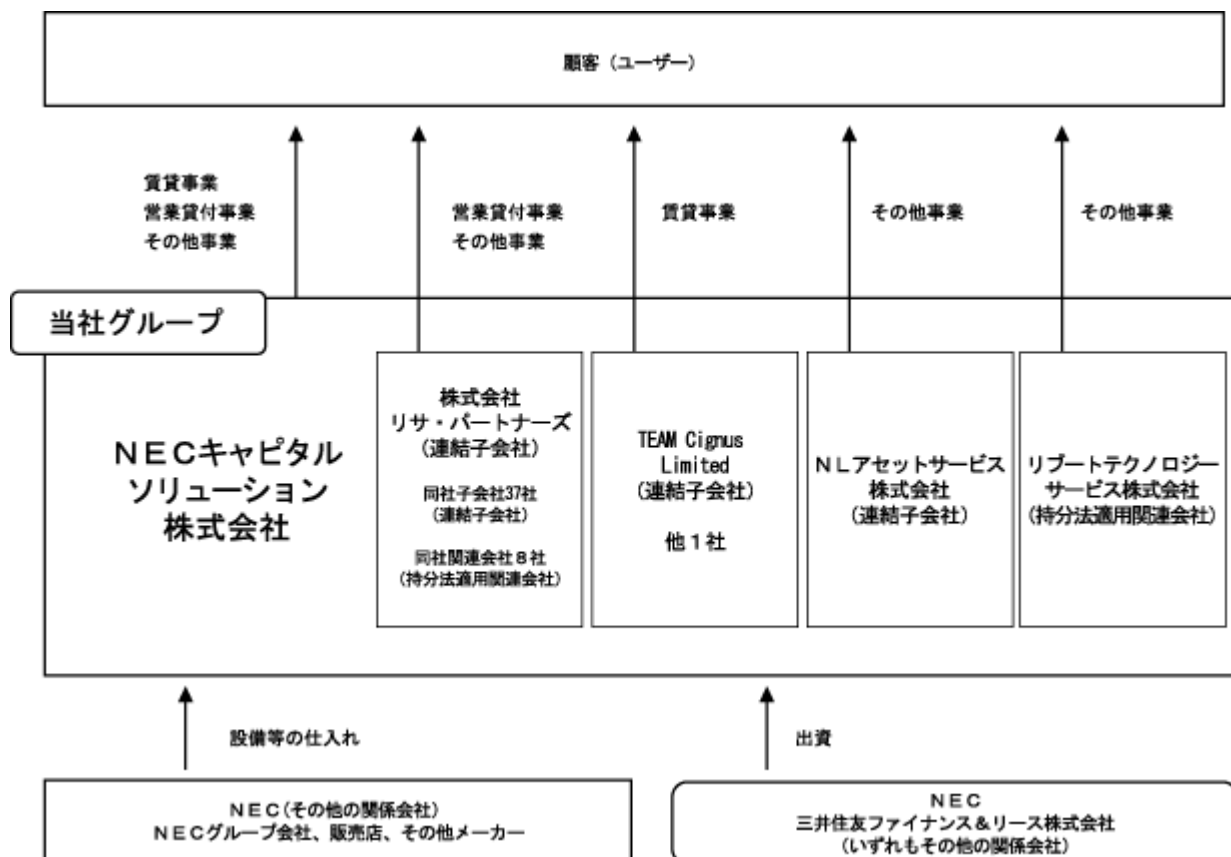 顧客(ユーザー)
賃貸事業
営業貸付事業
その他事業
営業貸付事業
その他事業
賃貸事業
その他事業
その他事業
当社グループ
NECキャピタル
ソリューション
株式会社
株式会社
リサ・パートナーズ
(連結子会社)
同社子会社37社
(連結子会社)
同社関連会社8社
(持分法適用関連会社)
TEAM Cignus
Limited
(連結子会社)
他1社
NLアセットサービス
株式会社
(連結子会社)
リブートテクノロジー
サービス株式会社
(持分法適用関連会社)
設備等の仕入れ
出資
NEC(その他の関係会社)
NECグループ会社、販売店、その他メーカー
NEC
三井住友ファイナンス&リース株式会社
(いずれもその他の関係会社)